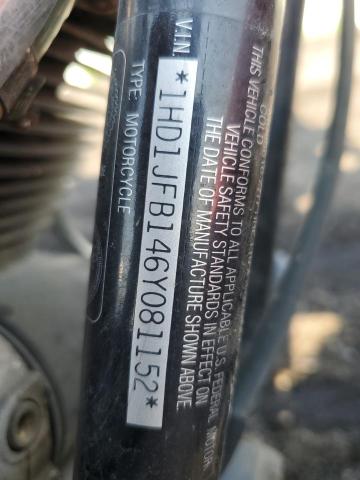 THIS VEHICLE CONFORMS TO ALL APPLICABLE U.S. FEDERAL MOTOR
VEHICLE SAFETY STANDARDS IN EFFECT ON
THE DATE OF MANUFACTURE SHOWN ABOVE.
V.I.N.
*1HD1JFB146Y081152*
TYPE: MOTORCYCLE